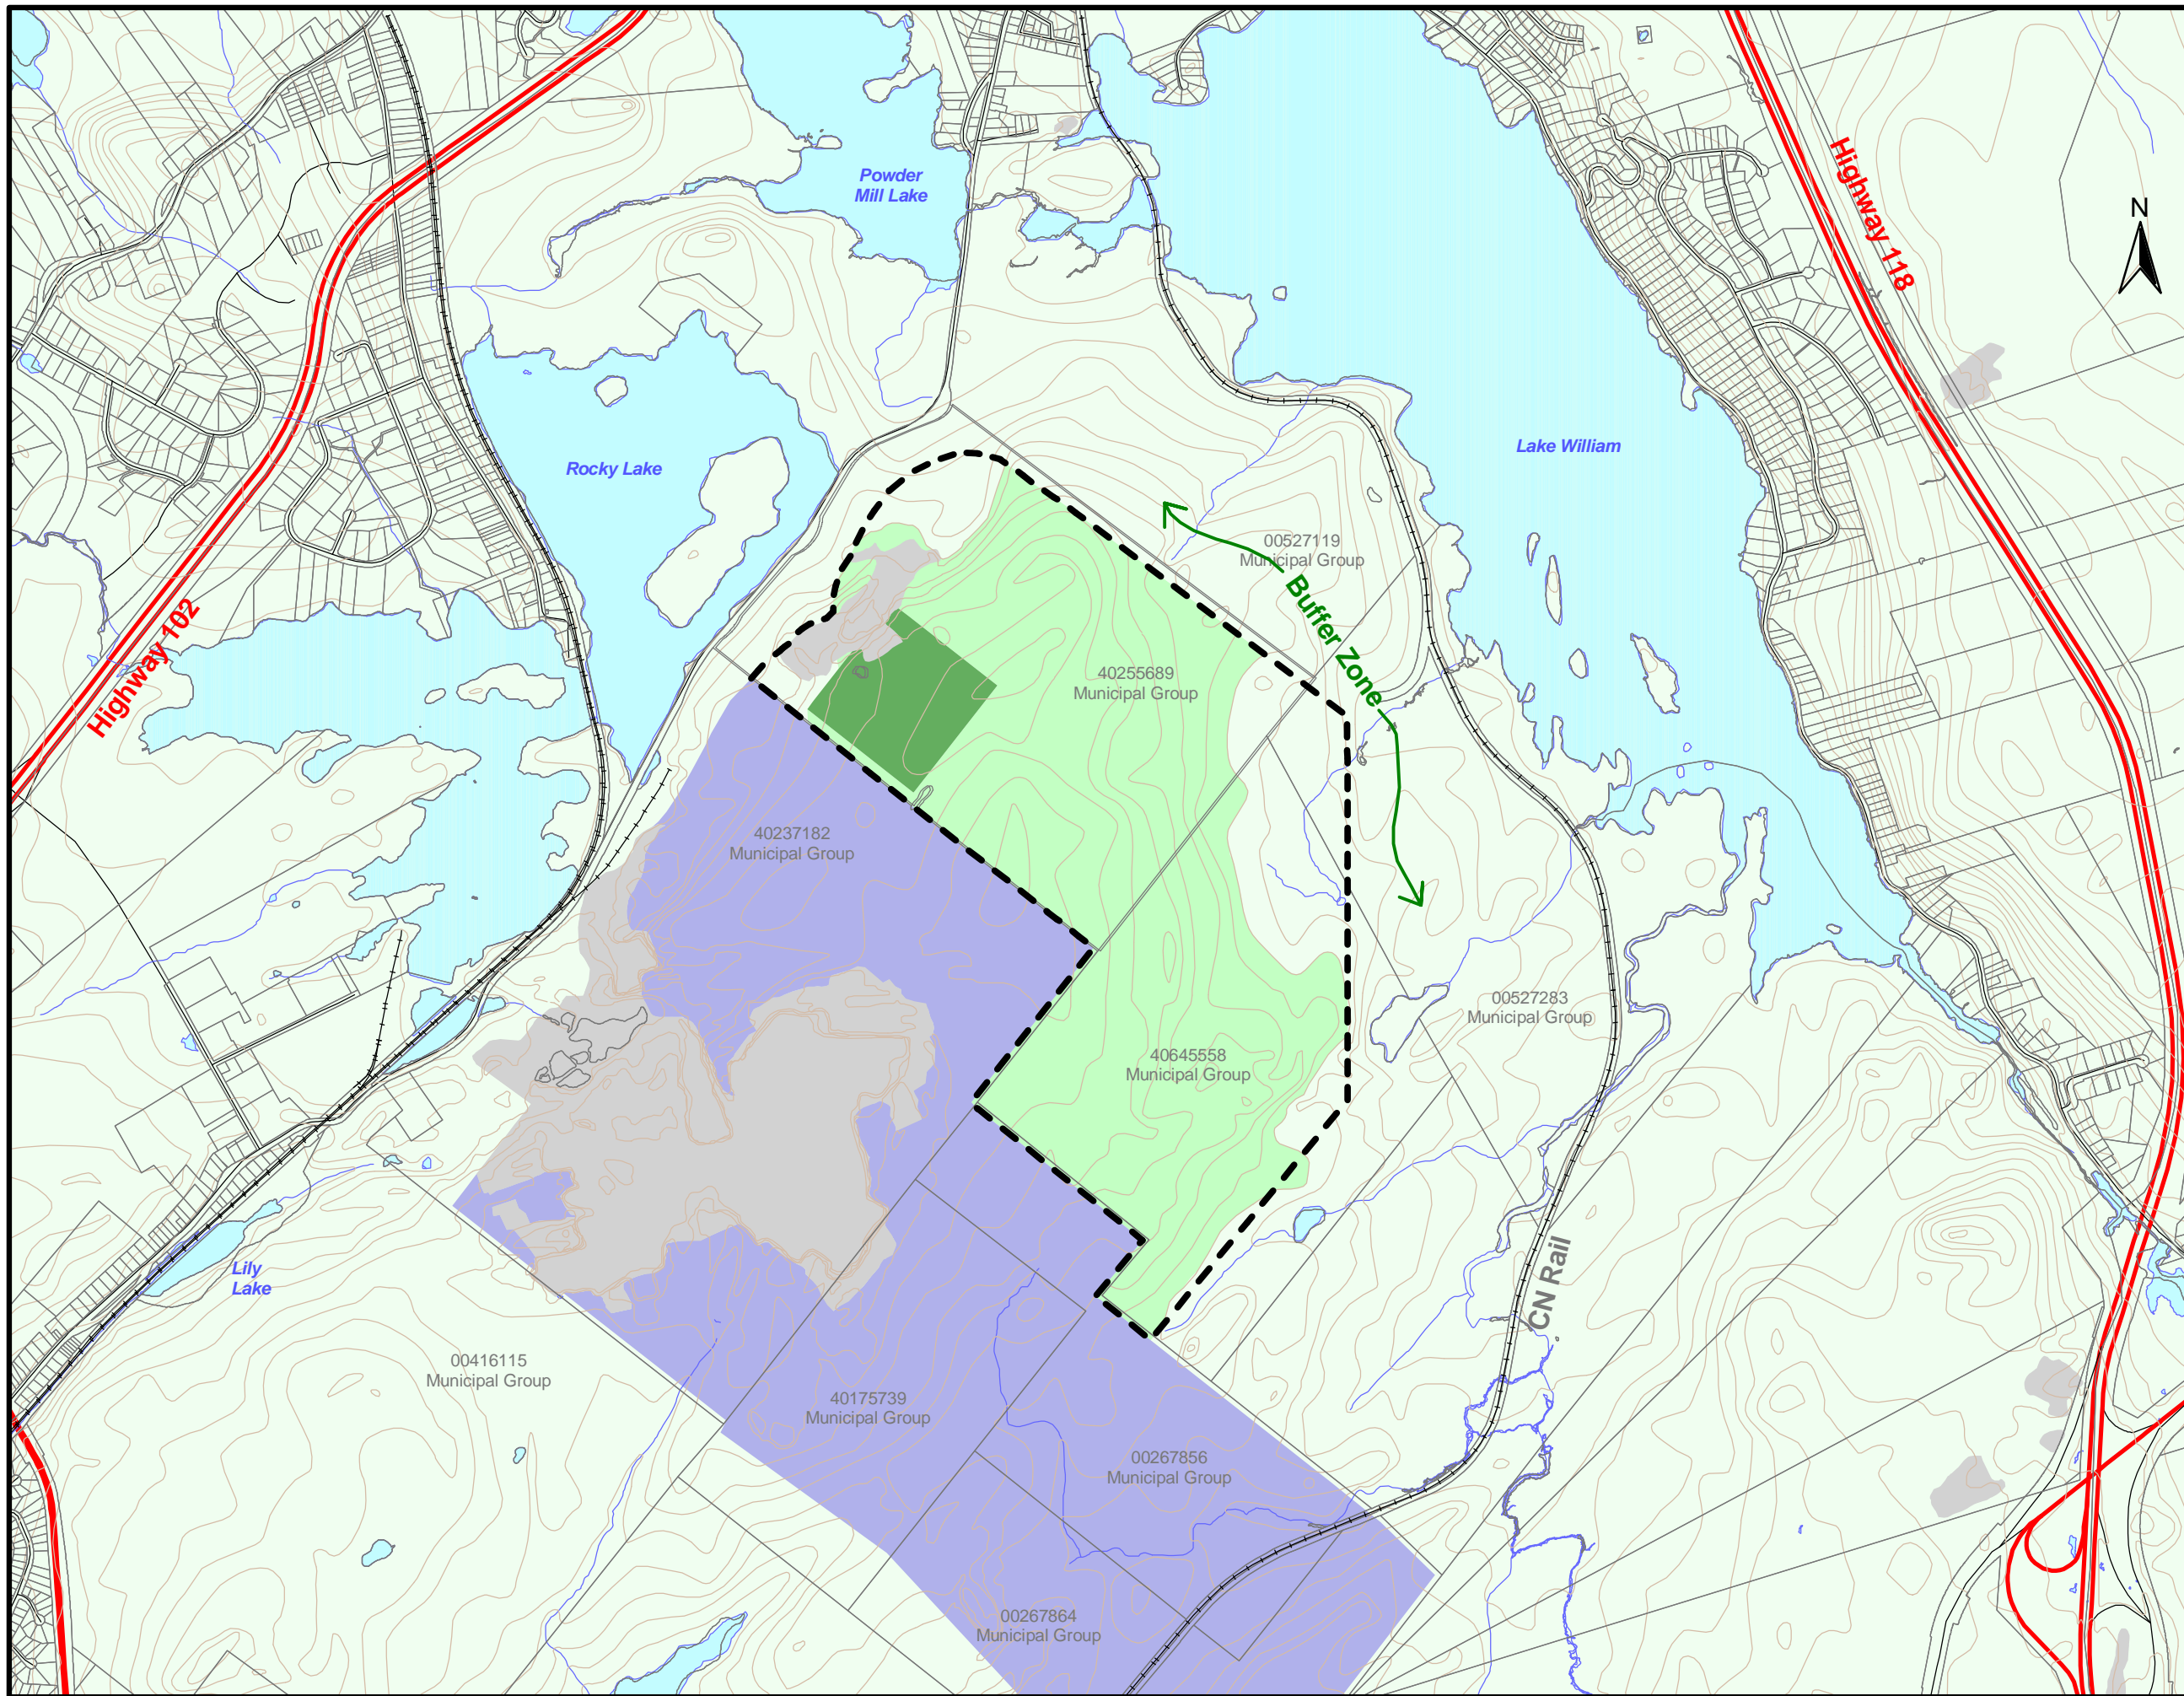 Powder
Mill Lake
Highway 118
N
Rocky Lake
Lake William
00527119
Municipal Group
Highway 102
Buffer Zone
40255689
Municipal Group
40237182
Municipal Group
00527283
Municipal Group
40645558
Municipal Group
Lily
Lake
CN Rail
00416115
Municipal Group
40175739
Municipal Group
00267856
Municipal Group
00267864
Municipal Group